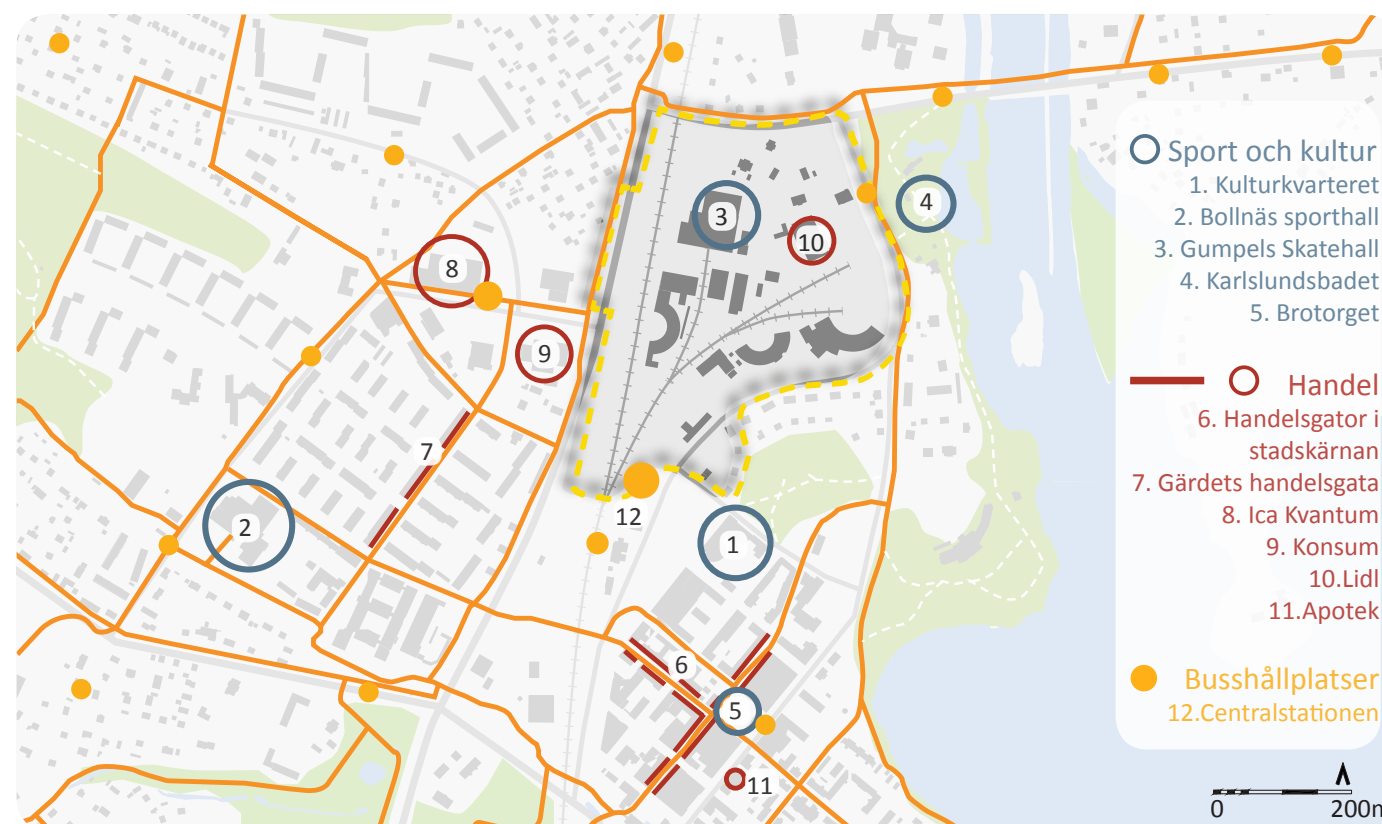 3
10
4
8
9
7
2
12
1
6
5
11
Sport och kultur
1. Kulturkvarteret
2. Bollnäs sporthall
3. Gumpels Skatehall
4. Karlslundsbadet
5. Brotorget
Handel
6. Handelsgator i
stadskärnan
7. Gärdets handelsgata
8. Ica Kvantum
9. Konsum
10.Lidl
11.Apotek
Busshållplatser
12.Centralstationen
0 200m